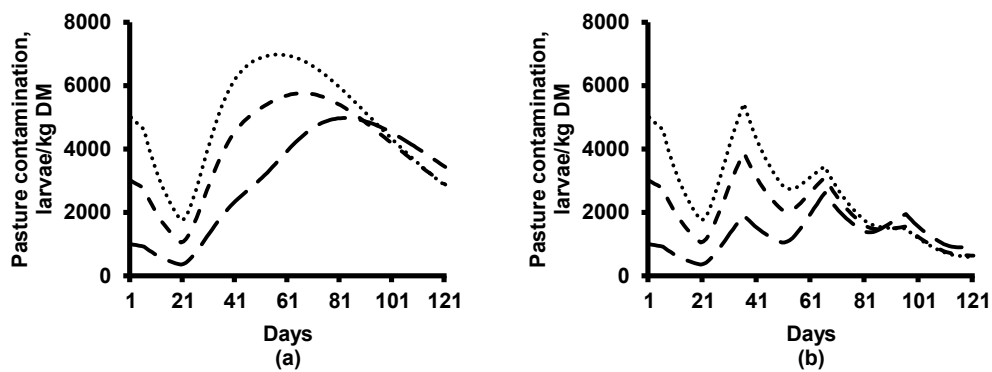 Pasture contamination,
larvae/kg DM
8000
6000
4000
2000
0
1 21 41 61 81 101 121
Days
(a)
Pasture contamination,
larvae/kg DM
8000
6000
4000
2000
0
1 21 41 61 81 101 121
Days
(b)